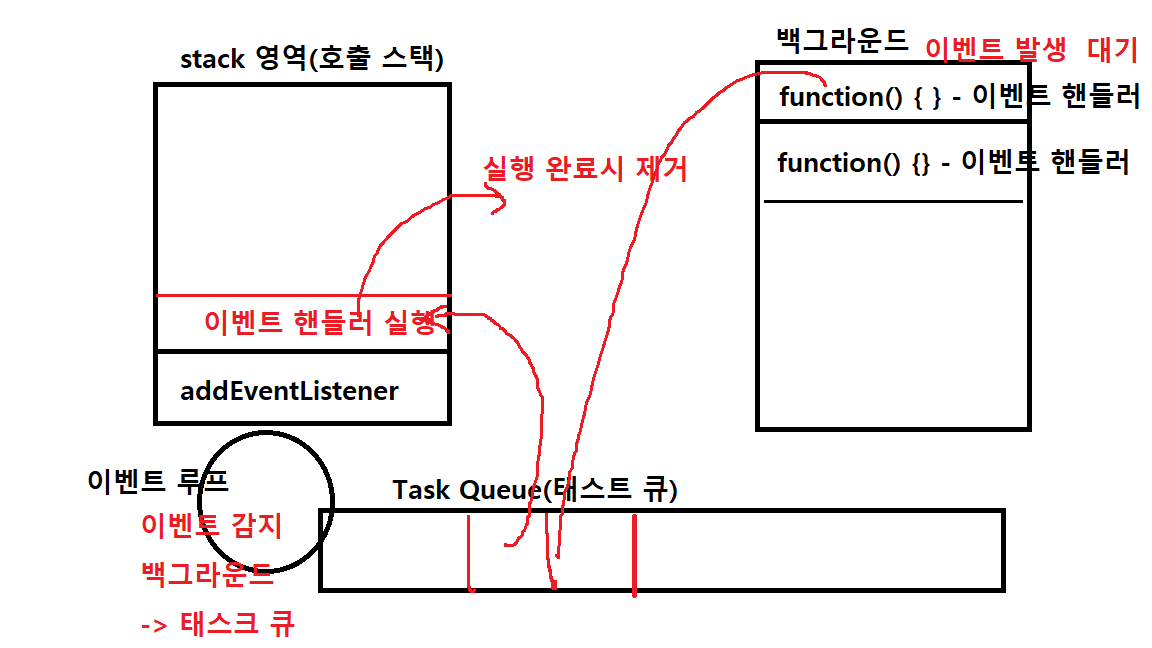 stack 영역(호출 스택)
백그라운드 이벤트 발생 대기
function() { } - 이벤트 핸들러
function() {} - 이벤트 핸들러
실행 완료시 제거
이벤트 핸들러 실행
addEventListener
이벤트 루프
Task Queue(태스트 큐)
이벤트 감지
백그라운드
-> 태스크 큐